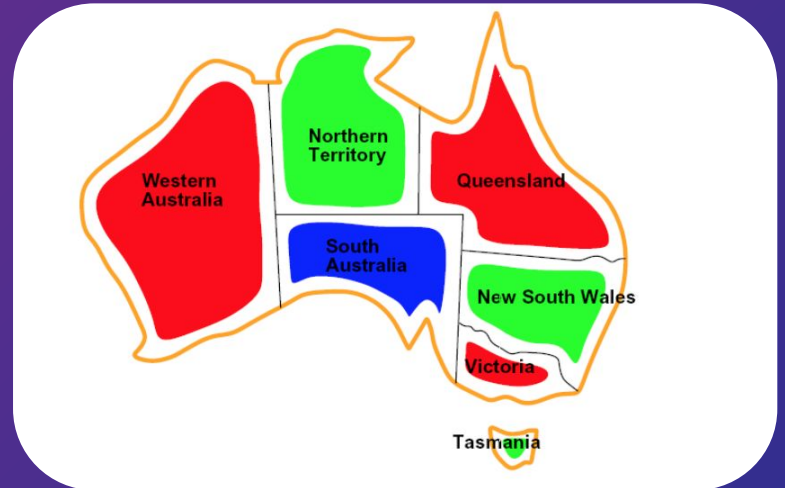 Northern
Territory
Western
Australia
Queensland
South
Australia
New South Wales
Victoria
Tasmania